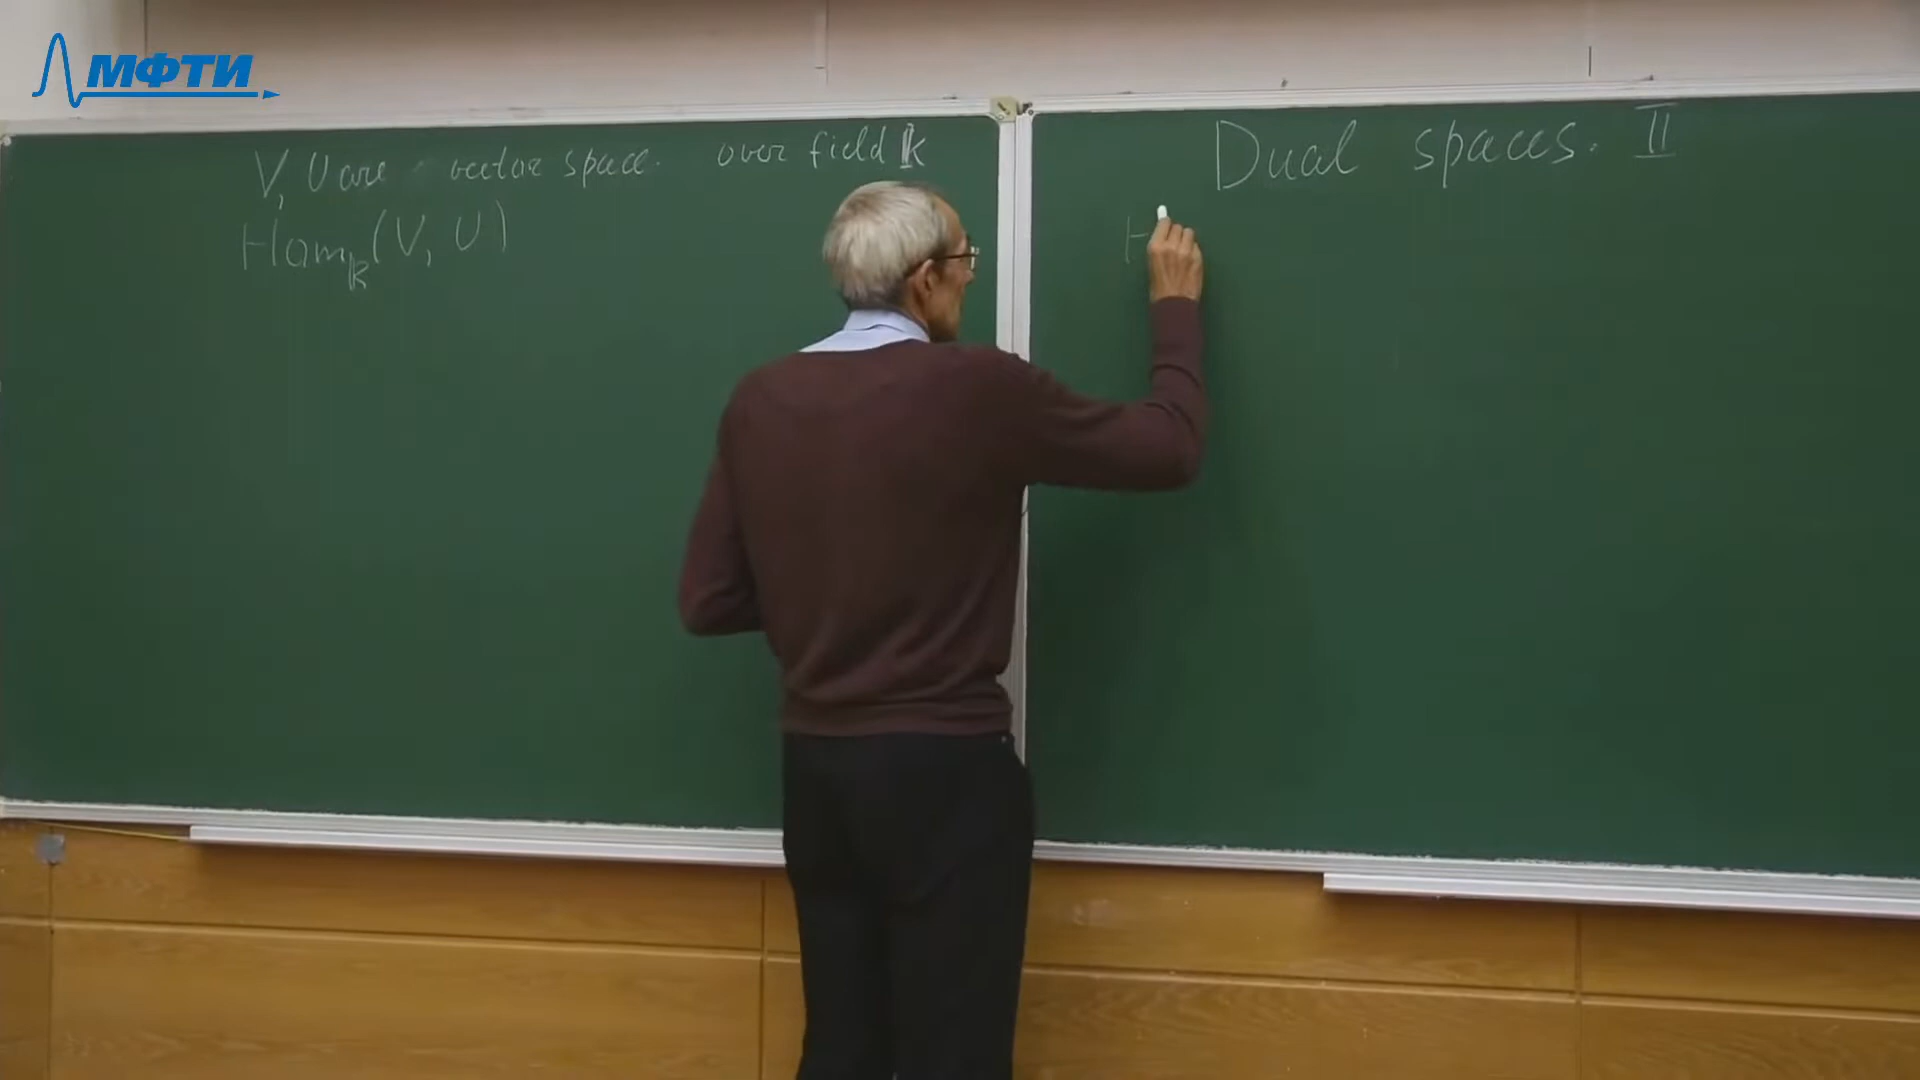 МФТИ
V, U are vector space. over field 𝕜
Hom𝕜(V, U)
Dual spaces. II
H